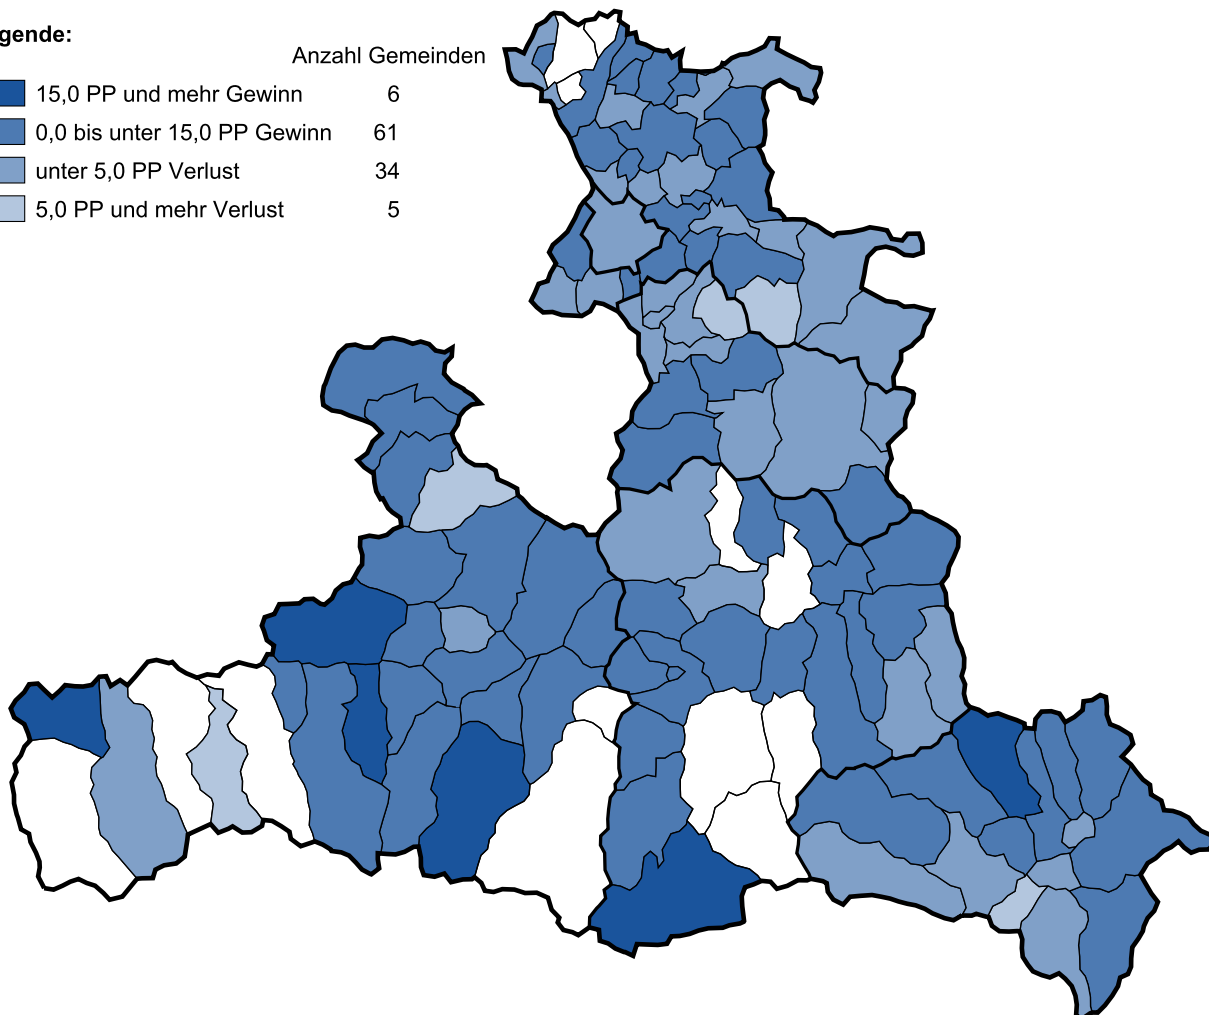 gende:
Anzahl Gemeinden
15,0 PP und mehr Gewinn 6
0,0 bis unter 15,0 PP Gewinn 61
unter 5,0 PP Verlust 34
5,0 PP und mehr Verlust 5